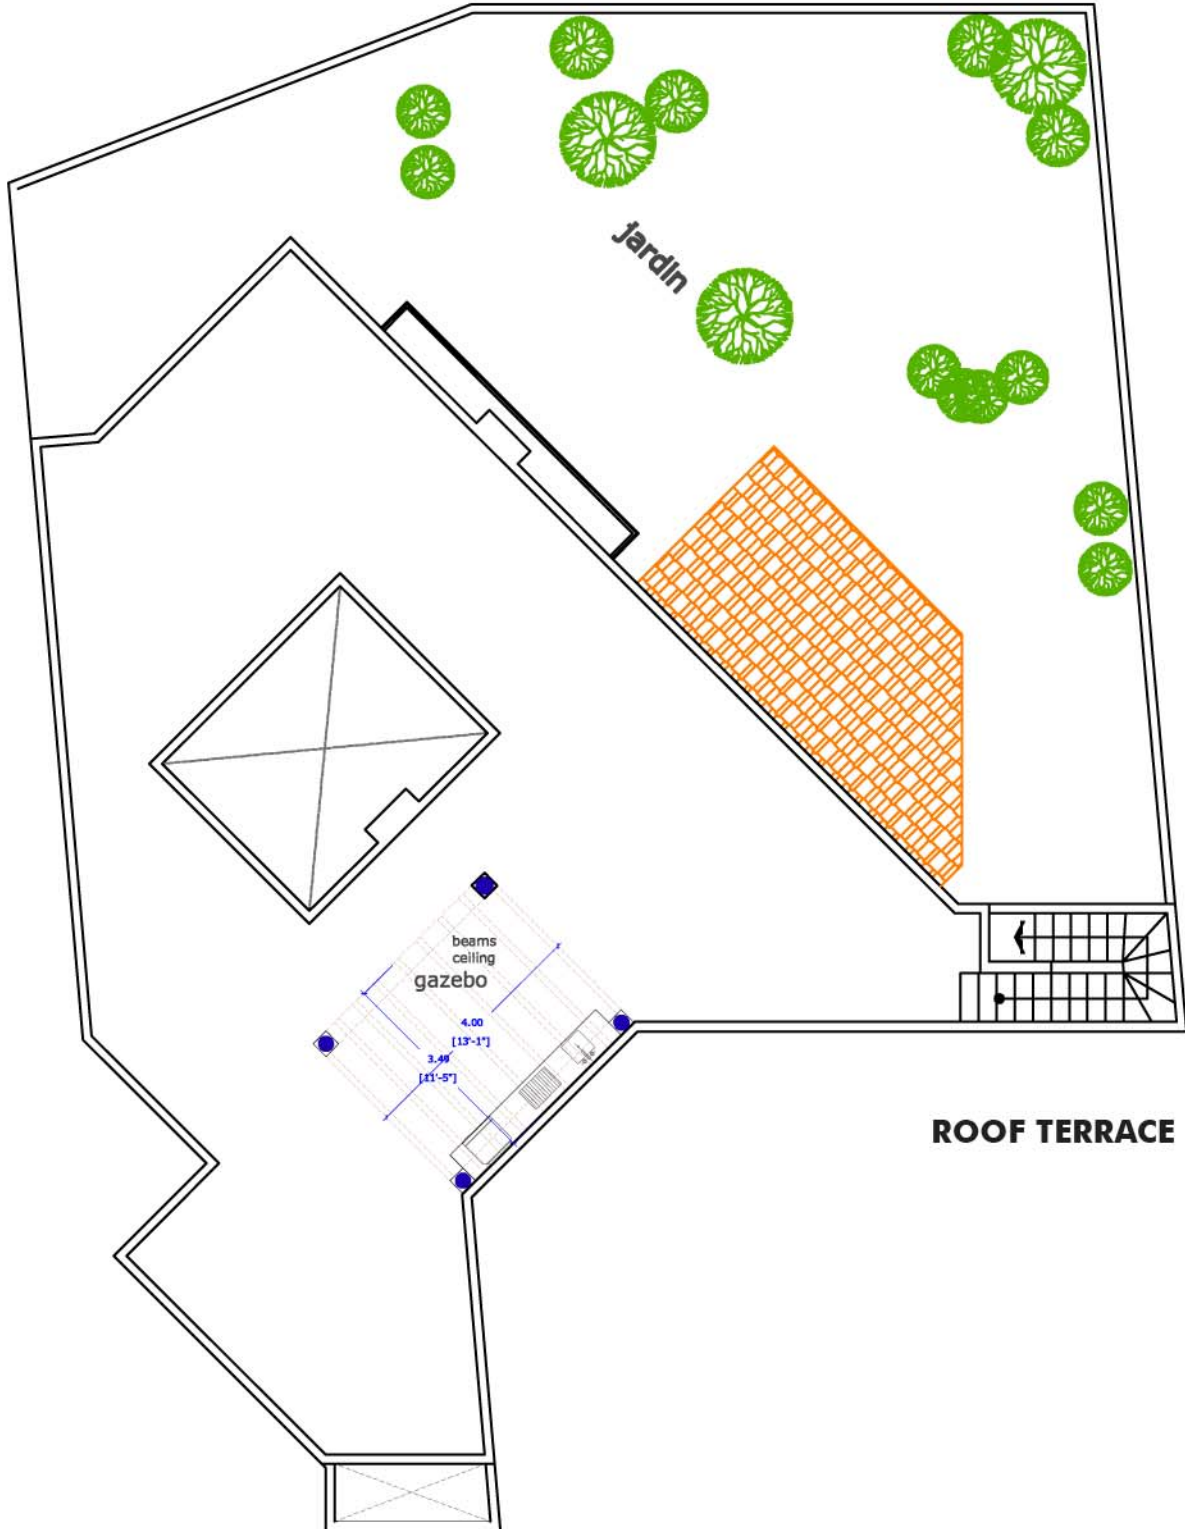 jardin
beams
ceiling
gazebo
4.00
[13'-1"]
3.49
[11'-5"]
ROOF TERRACE